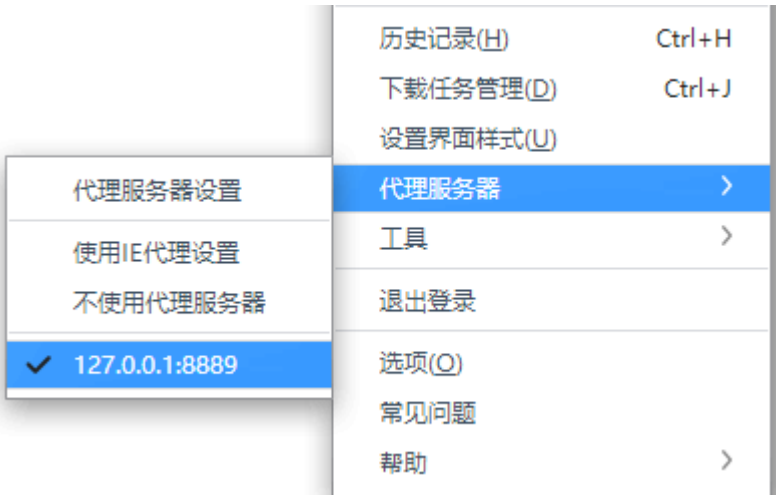 历史记录(H) Ctrl+H
下载任务管理(D) Ctrl+J
设置界面样式(U)
代理服务器
工具
退出登录
选项(O)
常见问题
帮助
代理服务器设置
使用IE代理设置
不使用代理服务器
127.0.0.1:8889